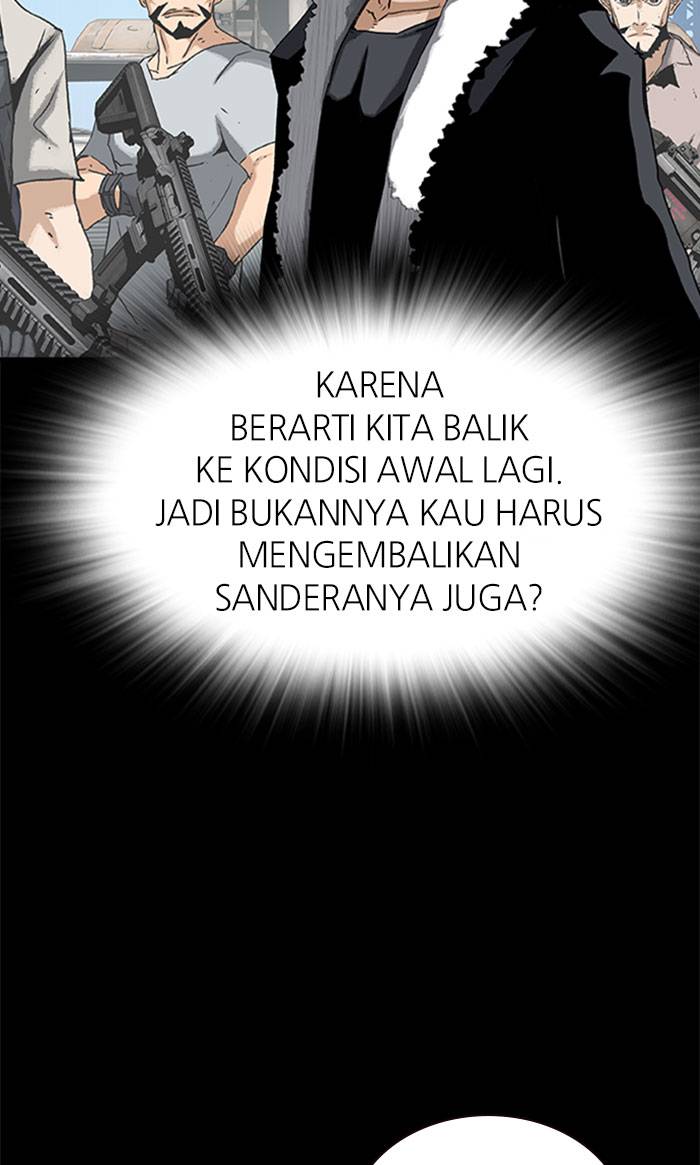 KARENA
BERARTI KITA BALIK
KE KONDISI AWAL LAGI.
JADI BUKANNYA KAU HARUS
MENGEMBALIKAN
SANDERANYA JUGA?